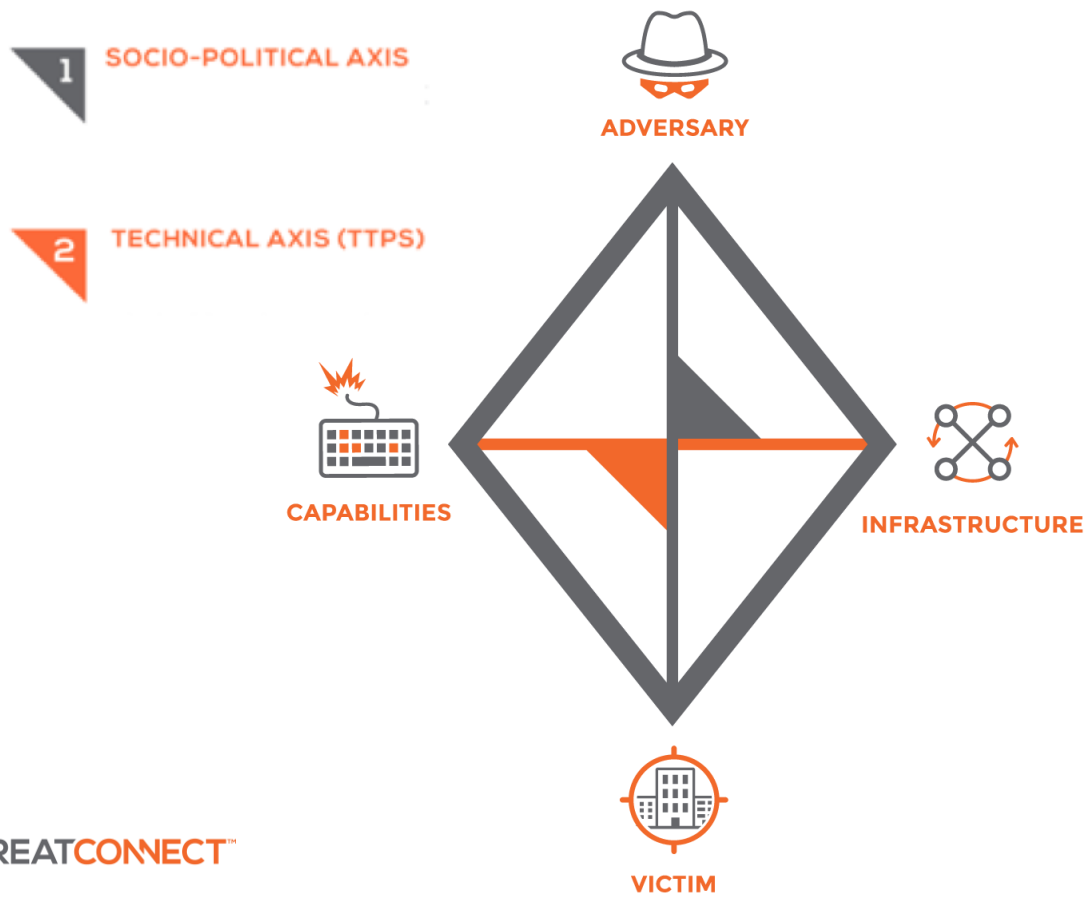 1 SOCIO-POLITICAL AXIS
ADVERSARY
2 TECHNICAL AXIS (TTPS)
CAPABILITIES
INFRASTRUCTURE
REATCONNECT™
VICTIM